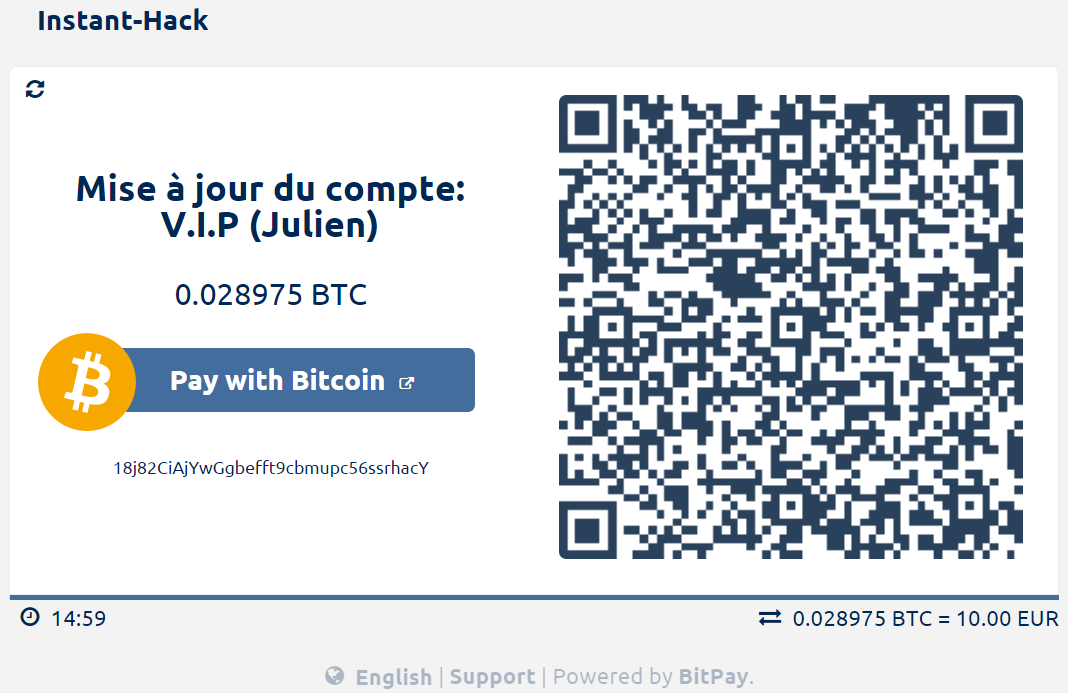 Instant-Hack
Mise à jour du compte:
V.I.P (Julien)
0.028975 BTC
Pay with Bitcoin
18j82CiAjYwGgbefft9cbmupc56ssrhacY
14:59
0.028975 BTC = 10.00 EUR
English | Support | Powered by BitPay.